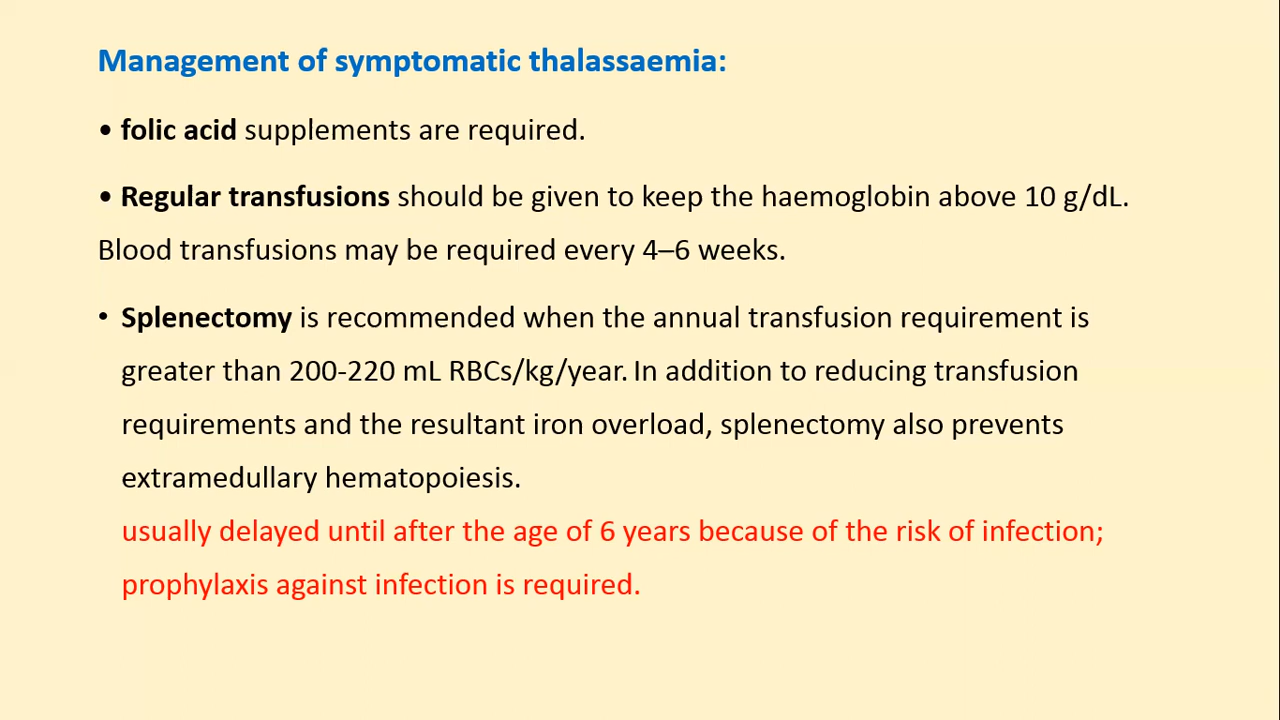 Management of symptomatic thalassaemia:
• folic acid supplements are required.
• Regular transfusions should be given to keep the haemoglobin above 10 g/dL.
Blood transfusions may be required every 4–6 weeks.
• Splenectomy is recommended when the annual transfusion requirement is
greater than 200-220 mL RBCs/kg/year. In addition to reducing transfusion
requirements and the resultant iron overload, splenectomy also prevents
extramedullary hematopoiesis.
usually delayed until after the age of 6 years because of the risk of infection;
prophylaxis against infection is required.